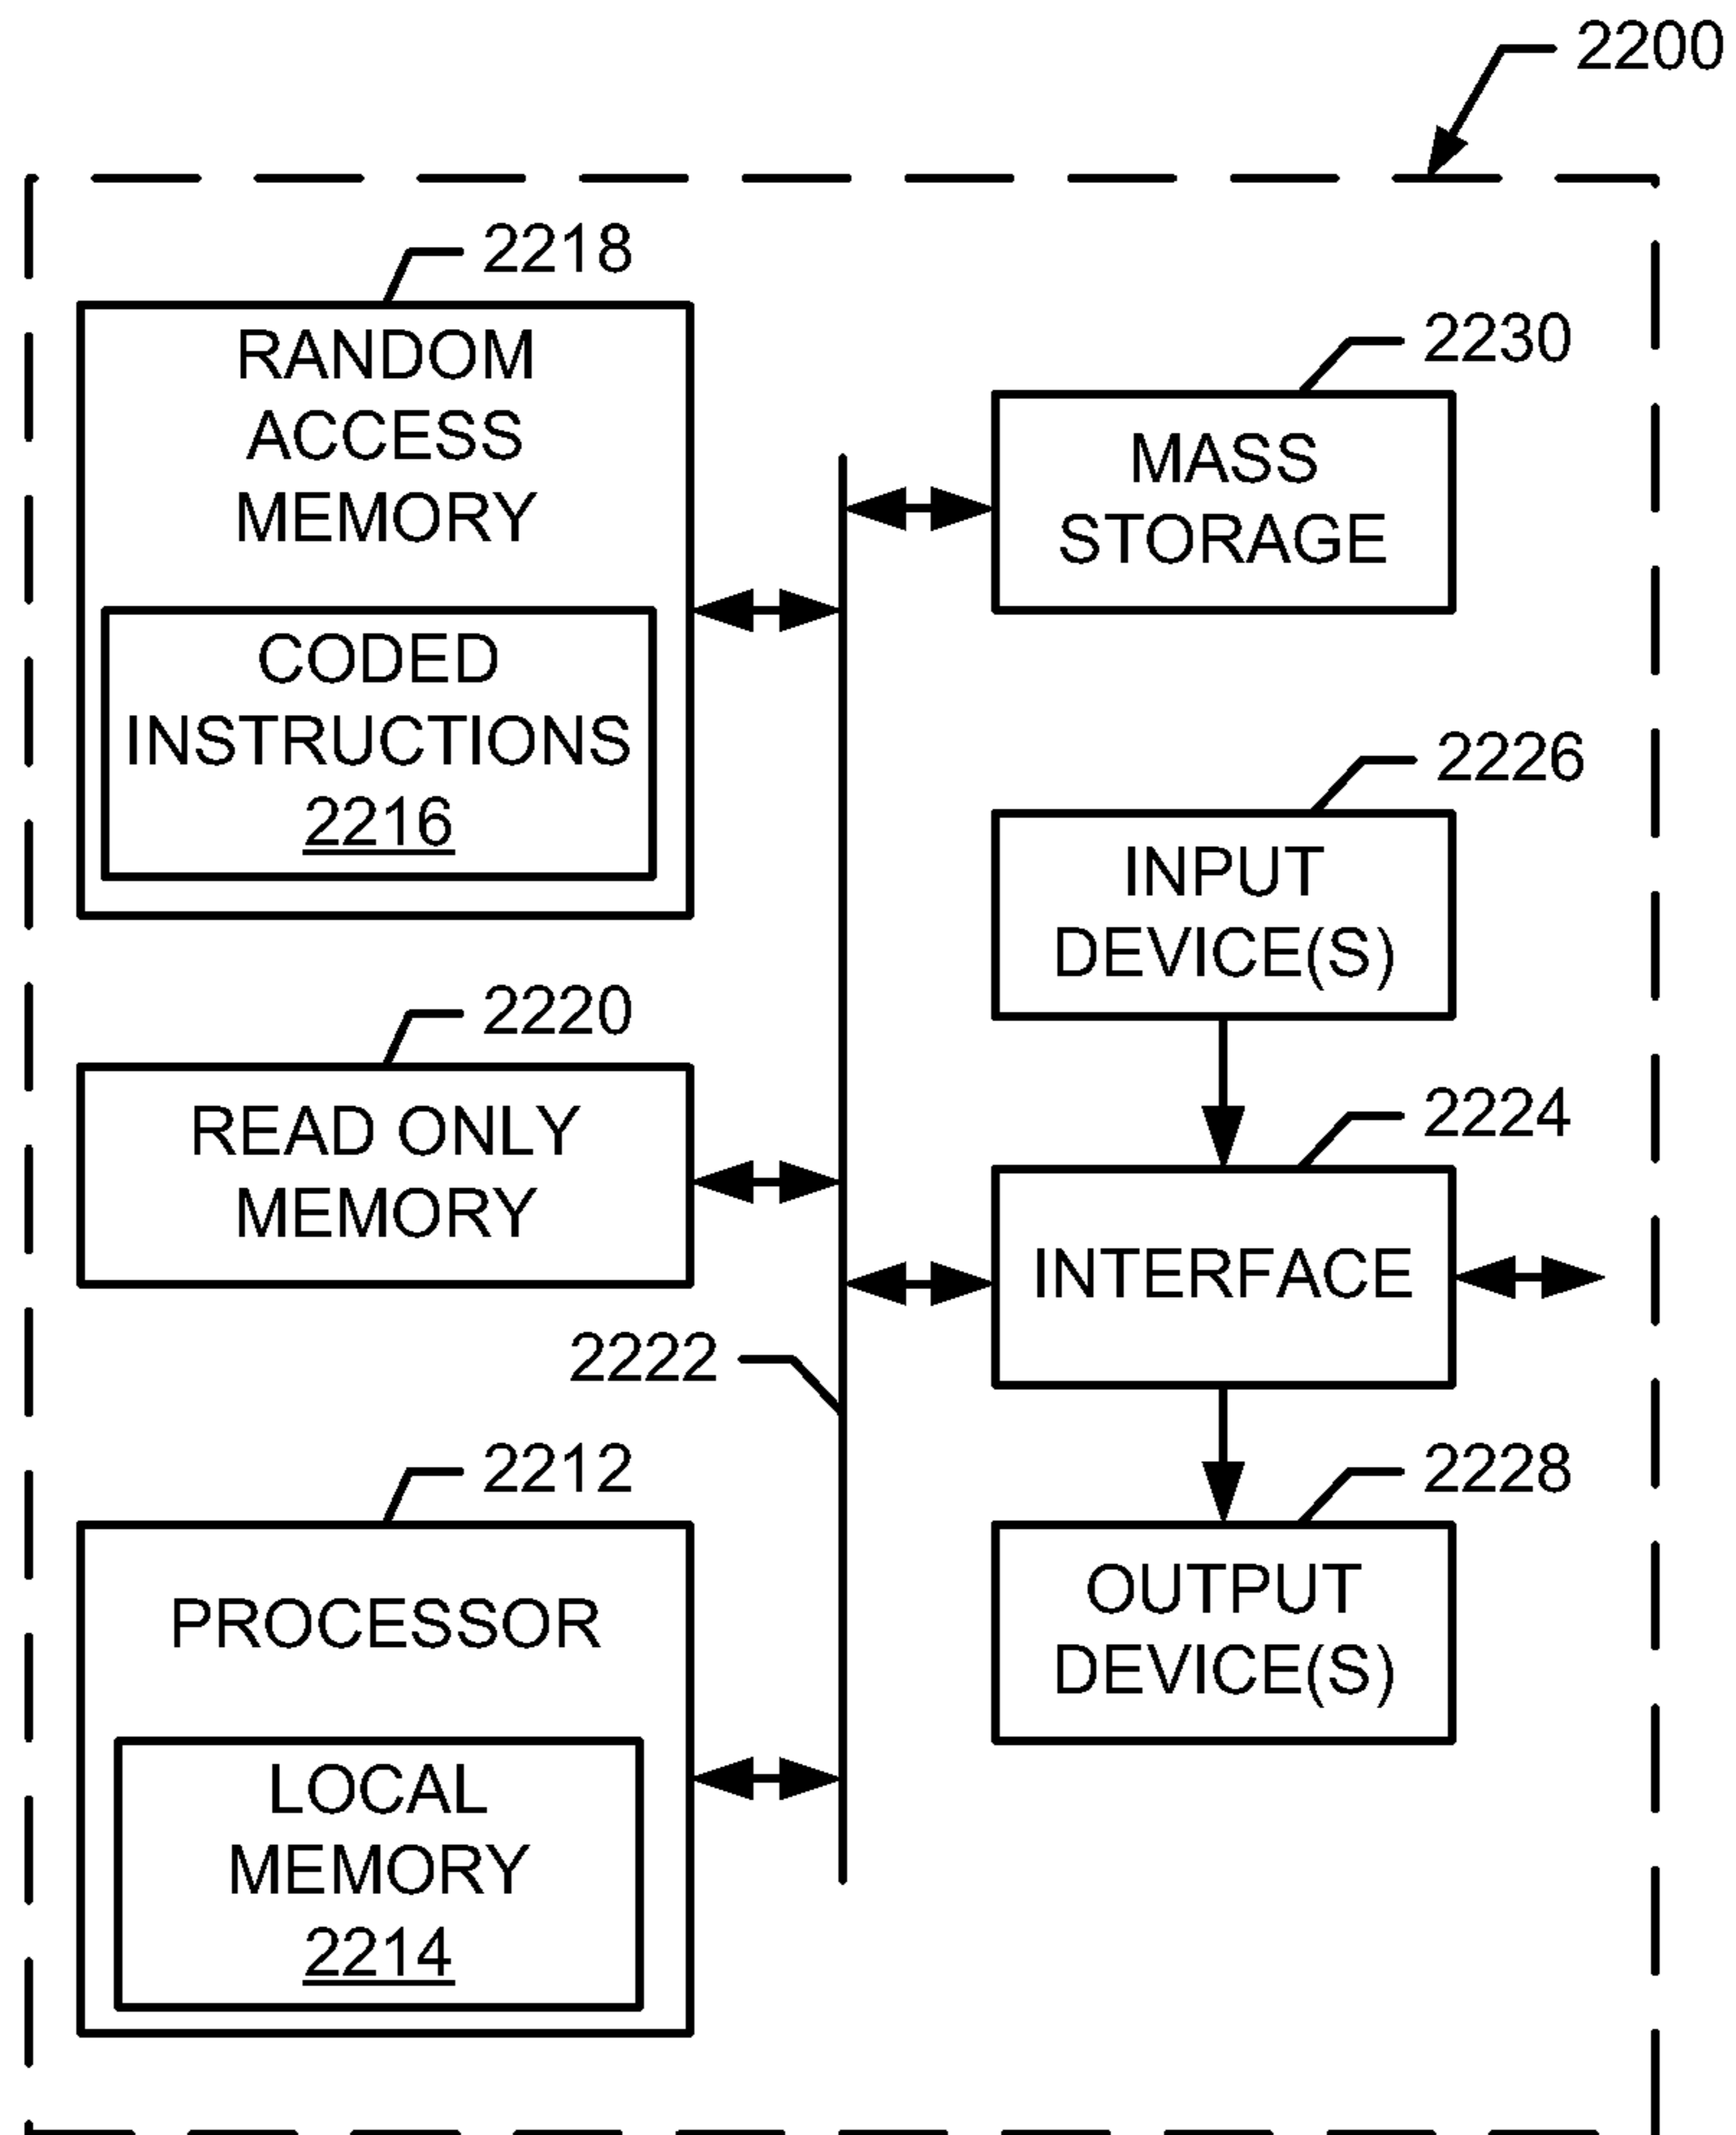 2200
2218
RANDOM
ACCESS
MEMORY
CODED
INSTRUCTIONS
2216
2230
MASS
STORAGE
2226
INPUT
DEVICE(S)
2220
READ ONLY
MEMORY
2224
INTERFACE
2222
2212
PROCESSOR
LOCAL
MEMORY
2214
2228
OUTPUT
DEVICE(S)